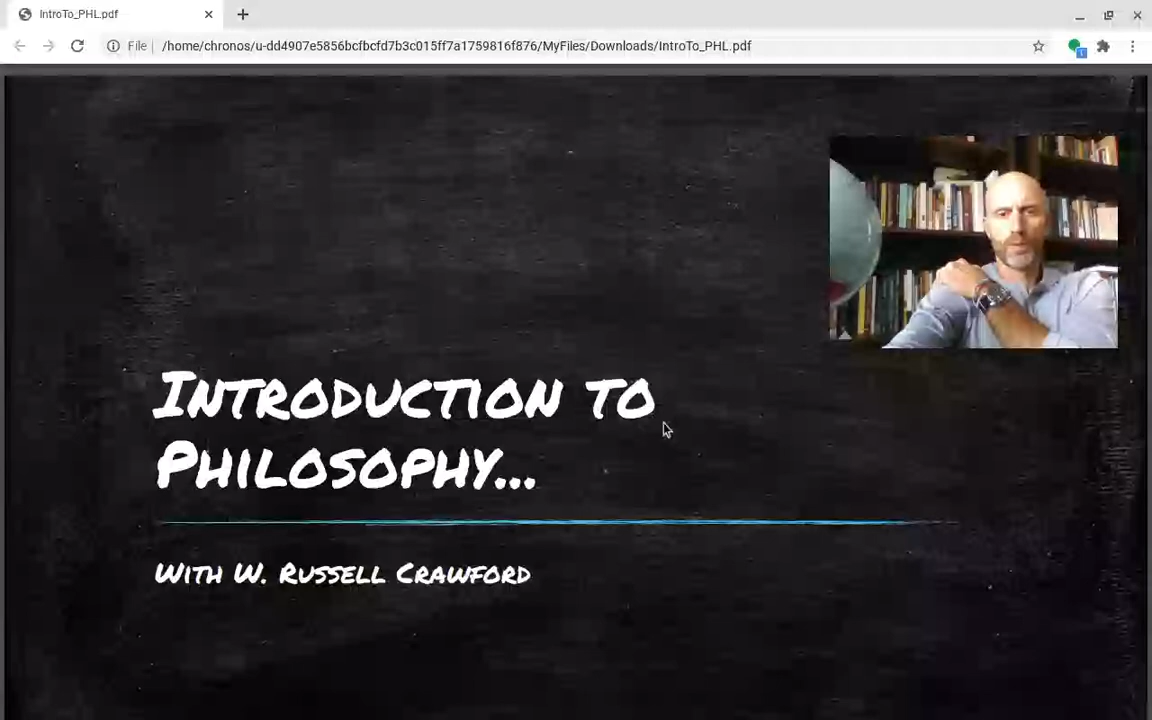 IntroTo_PHL.pdf
File | /home/chronos/u-dd4907e5856bcfbcfd7b3c015ff7a1759816f876/MyFiles/Downloads/IntroTo_PHL.pdf
Introduction to
Philosophy...
With W. Russell Crawford